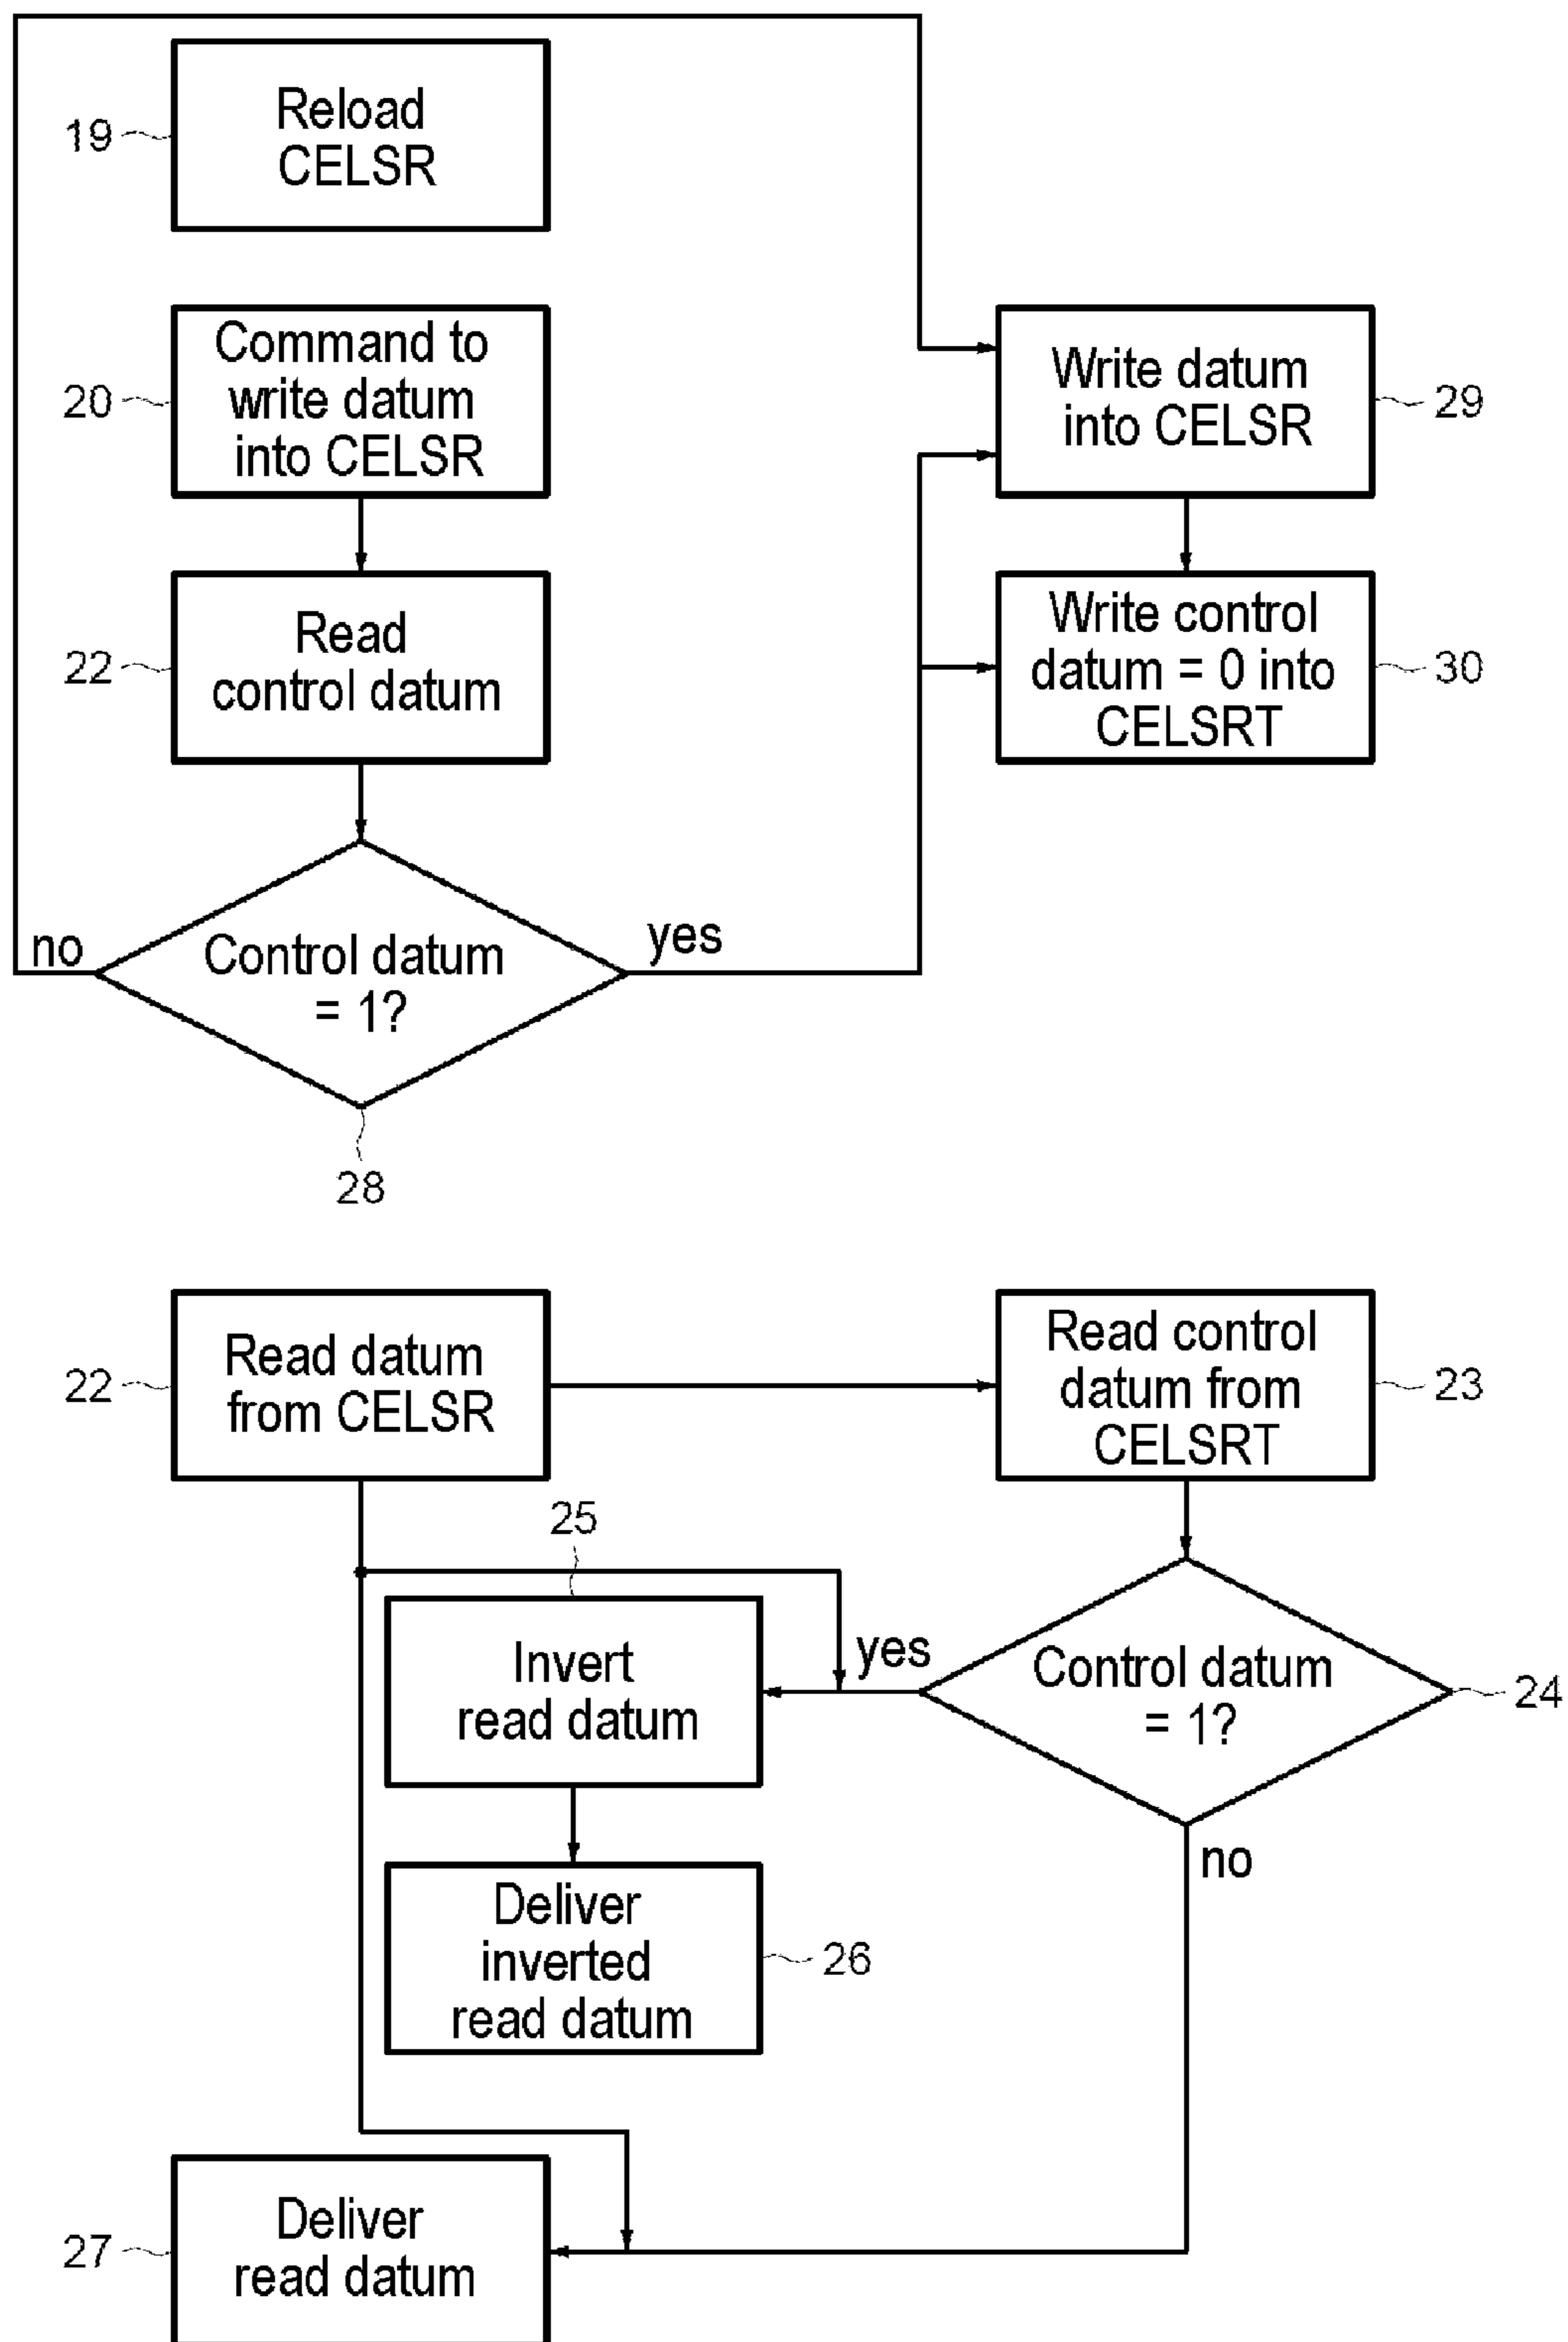 Reload
CELSR
19
Command to
write datum
into CELSR
20
Write datum
into CELSR
29
Read
control datum
22
Write control
datum = 0 into
CELSRT
30
no
Control datum
= 1?
yes
28
Read datum
from CELSR
22
Read control
datum from
CELSRT
23
25
Invert
read datum
yes
Control datum
= 1?
24
no
Deliver
inverted
read datum
26
Deliver
read datum
27